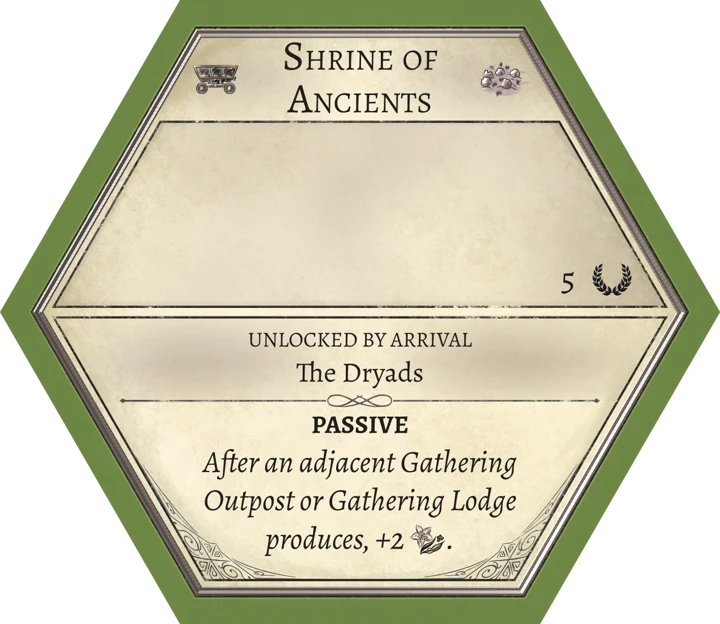 Shrine of
Ancients
5
UNLOCKED BY ARRIVAL
The Dryads
PASSIVE
After an adjacent Gathering
Outpost or Gathering Lodge
produces, +2 .